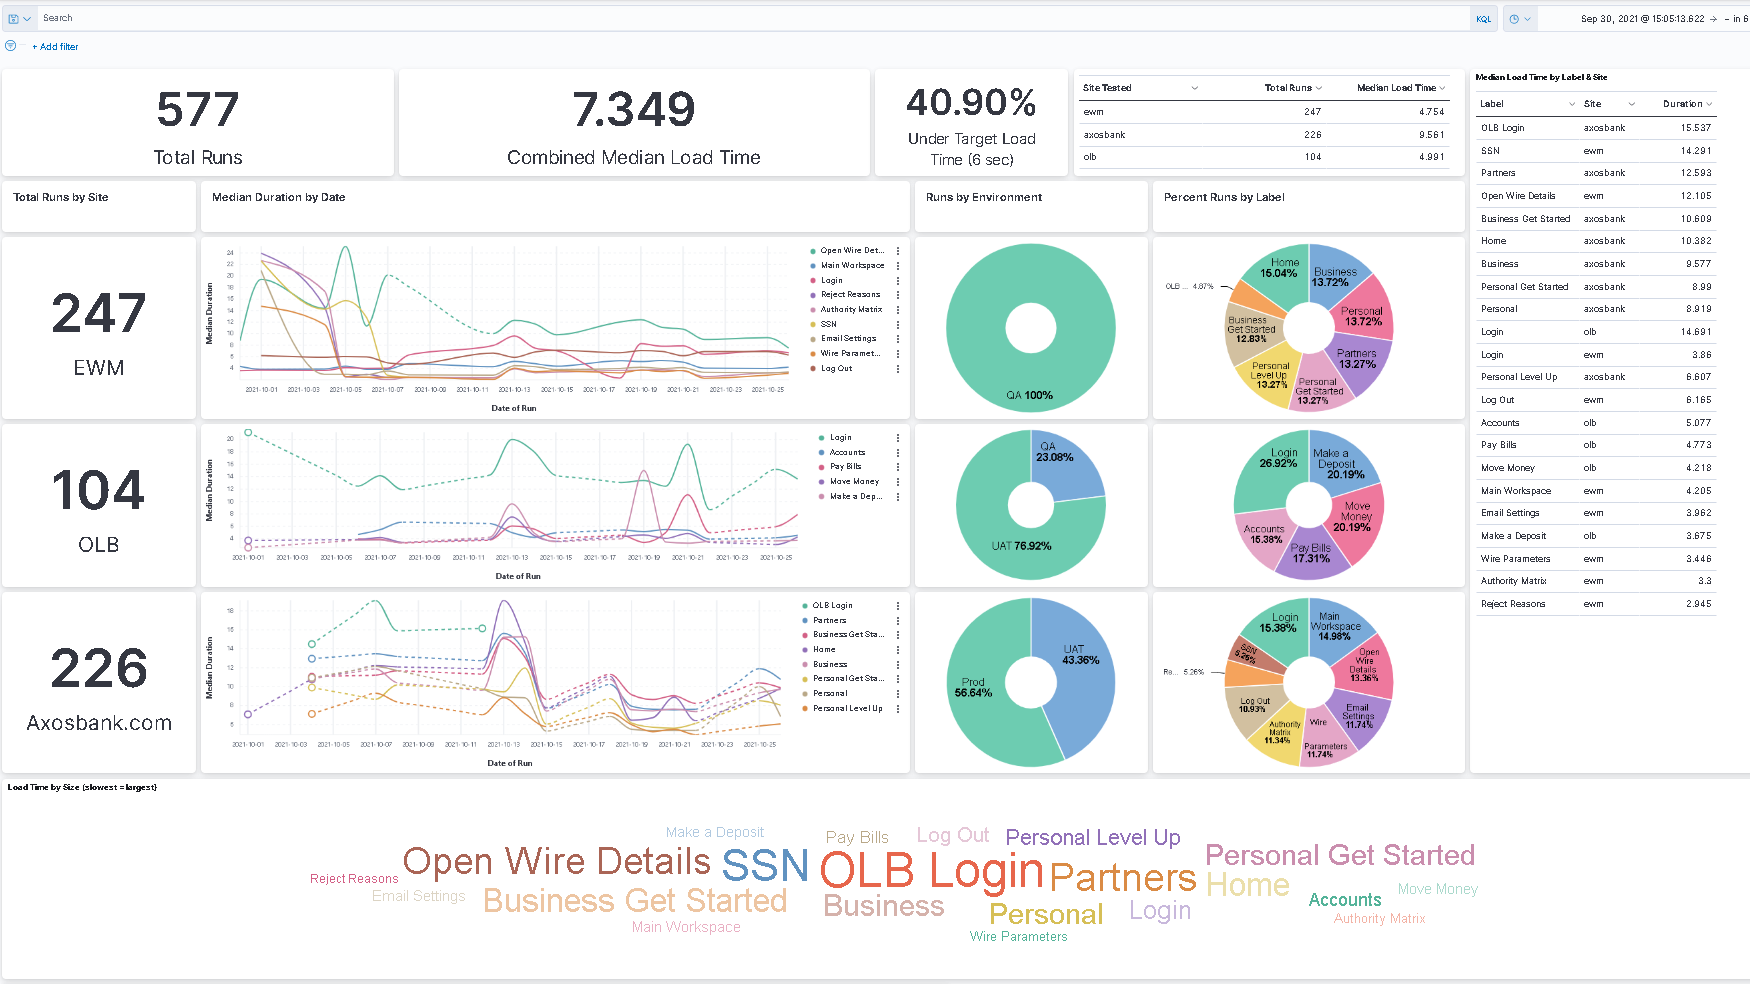 Search
KQL
Sep 30, 2021 @ 15:05:13.622 → ~ in 6
+ Add filter
577
Total Runs
7.349
Combined Median Load Time
40.90%
Under Target Load
Time (6 sec)
Site Tested Total Runs Median Load Time
ewm 247 4.754
axosbank 226 9.561
olb 104 4.991
Median Load Time by Label & Site
Label Site Duration
OLB Login axosbank 15.537
SSN ewm 14.291
Partners axosbank 12.593
Open Wire Details ewm 12.105
Business Get Started axosbank 10.609
Home axosbank 10.382
Business axosbank 9.577
Personal Get Started axosbank 8.99
Personal axosbank 8.919
Login olb 14.691
Login ewm 3.86
Personal Level Up axosbank 6.607
Log Out ewm 6.165
Accounts olb 5.077
Pay Bills olb 4.773
Move Money olb 4.218
Main Workspace ewm 4.205
Email Settings ewm 3.962
Make a Deposit olb 3.675
Wire Parameters ewm 3.446
Authority Matrix ewm 3.3
Reject Reasons ewm 2.945
Total Runs by Site
Median Duration by Date
Runs by Environment
Percent Runs by Label
247
EWM
Median Duration
24
22
20
18
16
14
12
10
8
6
4
2021-10-01 2021-10-03 2021-10-05 2021-10-07 2021-10-09 2021-10-11 2021-10-13 2021-10-15 2021-10-17 2021-10-19 2021-10-21 2021-10-23 2021-10-25
Date of Run
Open Wire Det...
Main Workspace
Login
Reject Reasons
Authority Matrix
SSN
Email Settings
Wire Paramet...
Log Out
QA 100%
Home
15.04%
Business
13.72%
Personal
13.72%
Partners
13.27%
Personal
Get Started
13.27%
Personal
Level Up
13.27%
Business
Get Started
12.83%
OLB ... 4.87%
104
OLB
Median Duration
20
18
16
14
12
10
8
6
4
2021-10-01 2021-10-03 2021-10-05 2021-10-07 2021-10-09 2021-10-11 2021-10-13 2021-10-15 2021-10-17 2021-10-19 2021-10-21 2021-10-23 2021-10-25
Date of Run
Login
Accounts
Pay Bills
Move Money
Make a Dep...
QA
23.08%
UAT 76.92%
Login
26.92%
Make a
Deposit
20.19%
Move
Money
20.19%
Pay Bills
17.31%
Accounts
15.38%
226
Axosbank.com
Median Duration
18
16
14
12
10
8
6
2021-10-01 2021-10-03 2021-10-05 2021-10-07 2021-10-09 2021-10-11 2021-10-13 2021-10-15 2021-10-17 2021-10-19 2021-10-21 2021-10-23 2021-10-25
Date of Run
OLB Login
Partners
Business Get Sta...
Home
Business
Personal Get Sta...
Personal
Personal Level Up
UAT
43.36%
Prod
56.64%
Login
15.38%
Main
Workspace
14.98%
Open
Wire
Details
13.36%
Email
Settings
11.74%
Wire
Parameters
11.74%
Authority
Matrix
11.34%
Log Out
10.93%
Re... 5.26%
SSN
5.26%
Load Time by Size (slowest = largest)
Make a Deposit Pay Bills Log Out Personal Level Up
Open Wire Details SSN OLB Login Partners Personal Get Started
Reject Reasons Home
Email Settings Business Get Started Business Personal Login Accounts Move Money
Main Workspace Authority Matrix
Wire Parameters